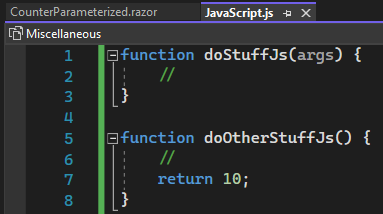 CounterParameterized.razor JavaScript.js
Miscellaneous
1 function doStuffJs(args) {
2 //
3 }
4
5 function doOtherStuffJs() {
6 //
7 return 10;
8 }